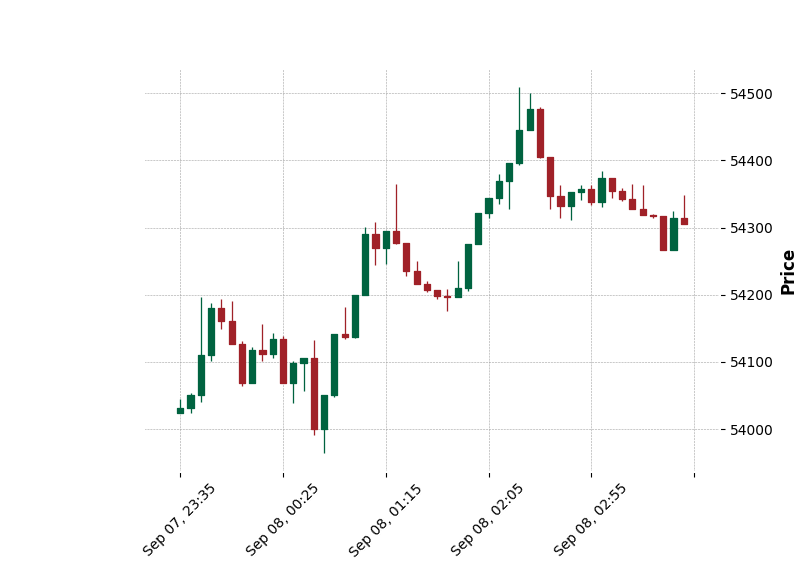 54500
54400
54300
54200
54100
54000
Price
Sep 07, 23:35
Sep 08, 00:25
Sep 08, 01:15
Sep 08, 02:05
Sep 08, 02:55